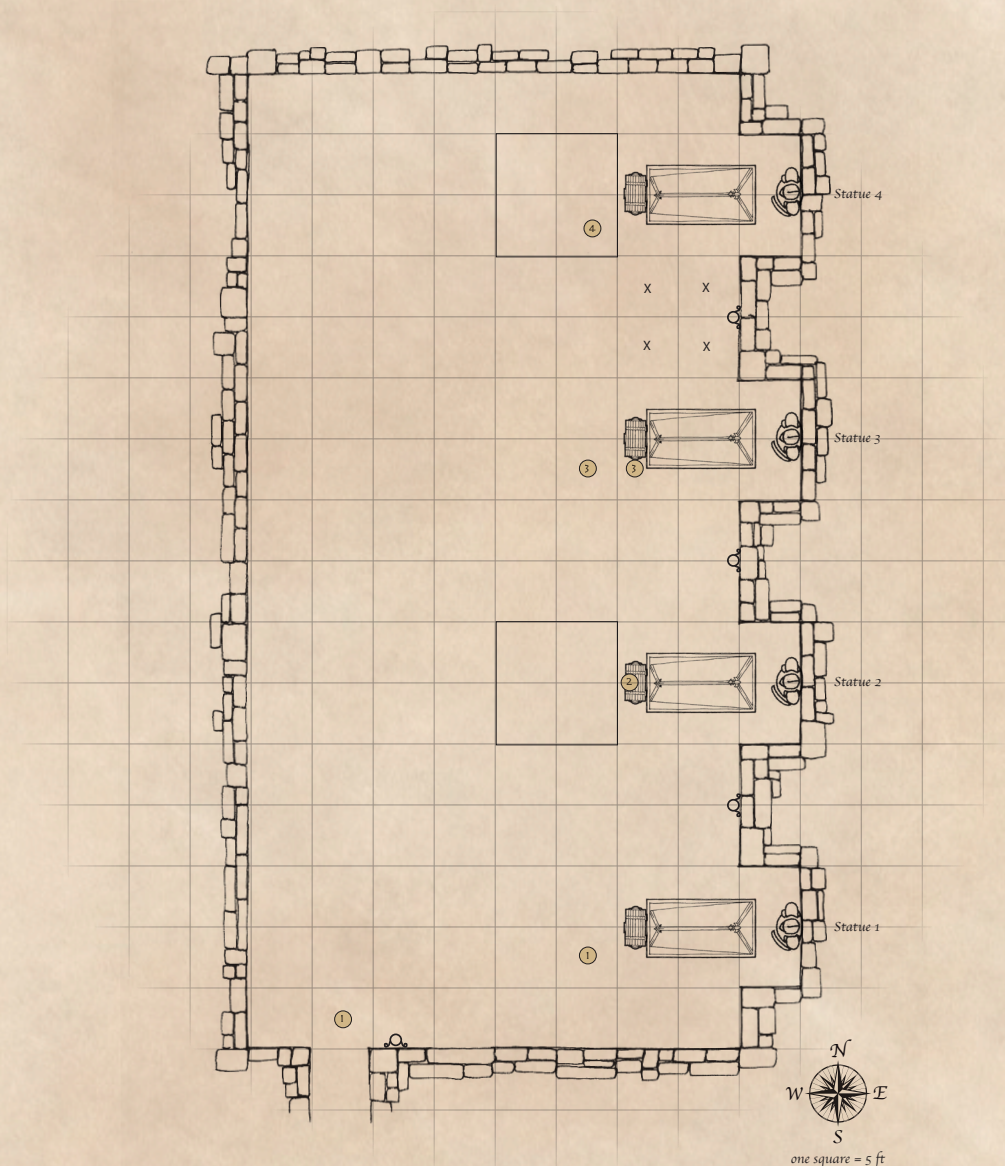 Statue 4
4
X X
X X
Statue 3
3 3
2
Statue 2
Statue 1
1
1
N
W E
S
one square = 5 ft